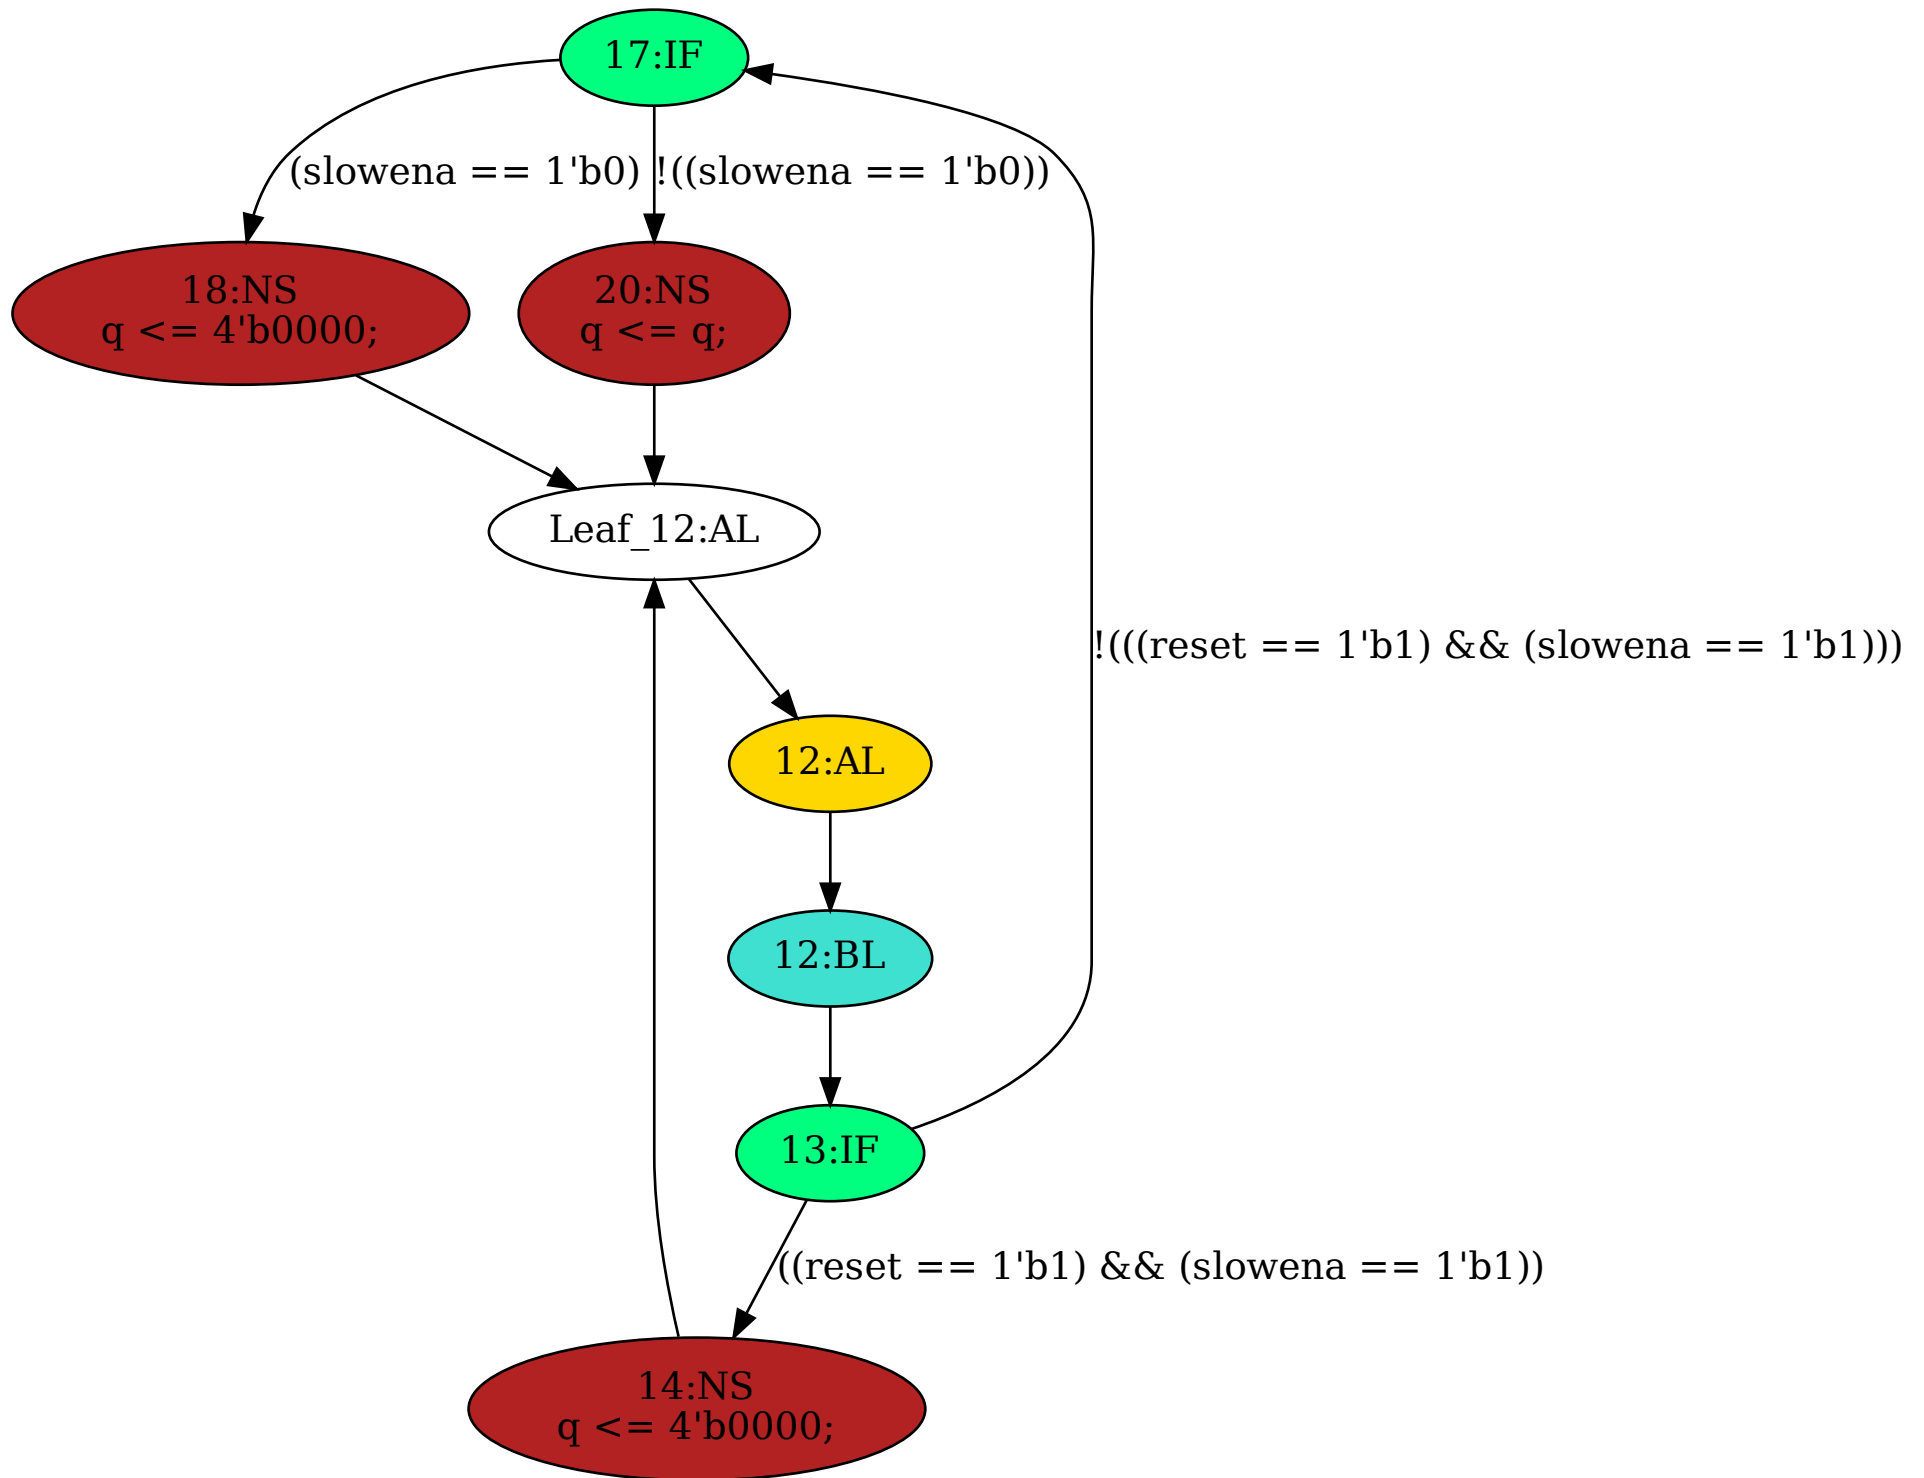 17:IF
(slowena == 1'b0)
!((slowena == 1'b0))
18:NS
q <= 4'b0000;
20:NS
q <= q;
Leaf_12:AL
!(((reset == 1'b1) && (slowena == 1'b1)))
12:AL
12:BL
13:IF
((reset == 1'b1) && (slowena == 1'b1))
14:NS
q <= 4'b0000;